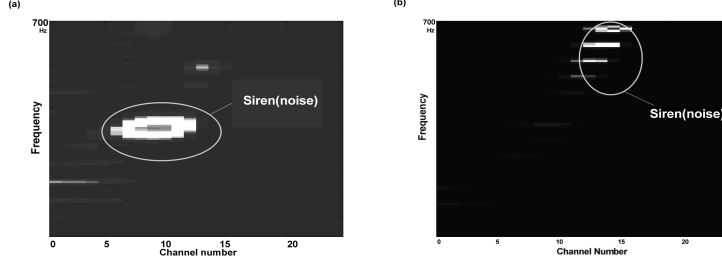 (a)
700
Hz
Frequency
Siren(noise)
0
5
10
15
20
Channel number
(b)
700
Hz
Frequency
Siren(noise)
0
5
10
15
20
Channel Number